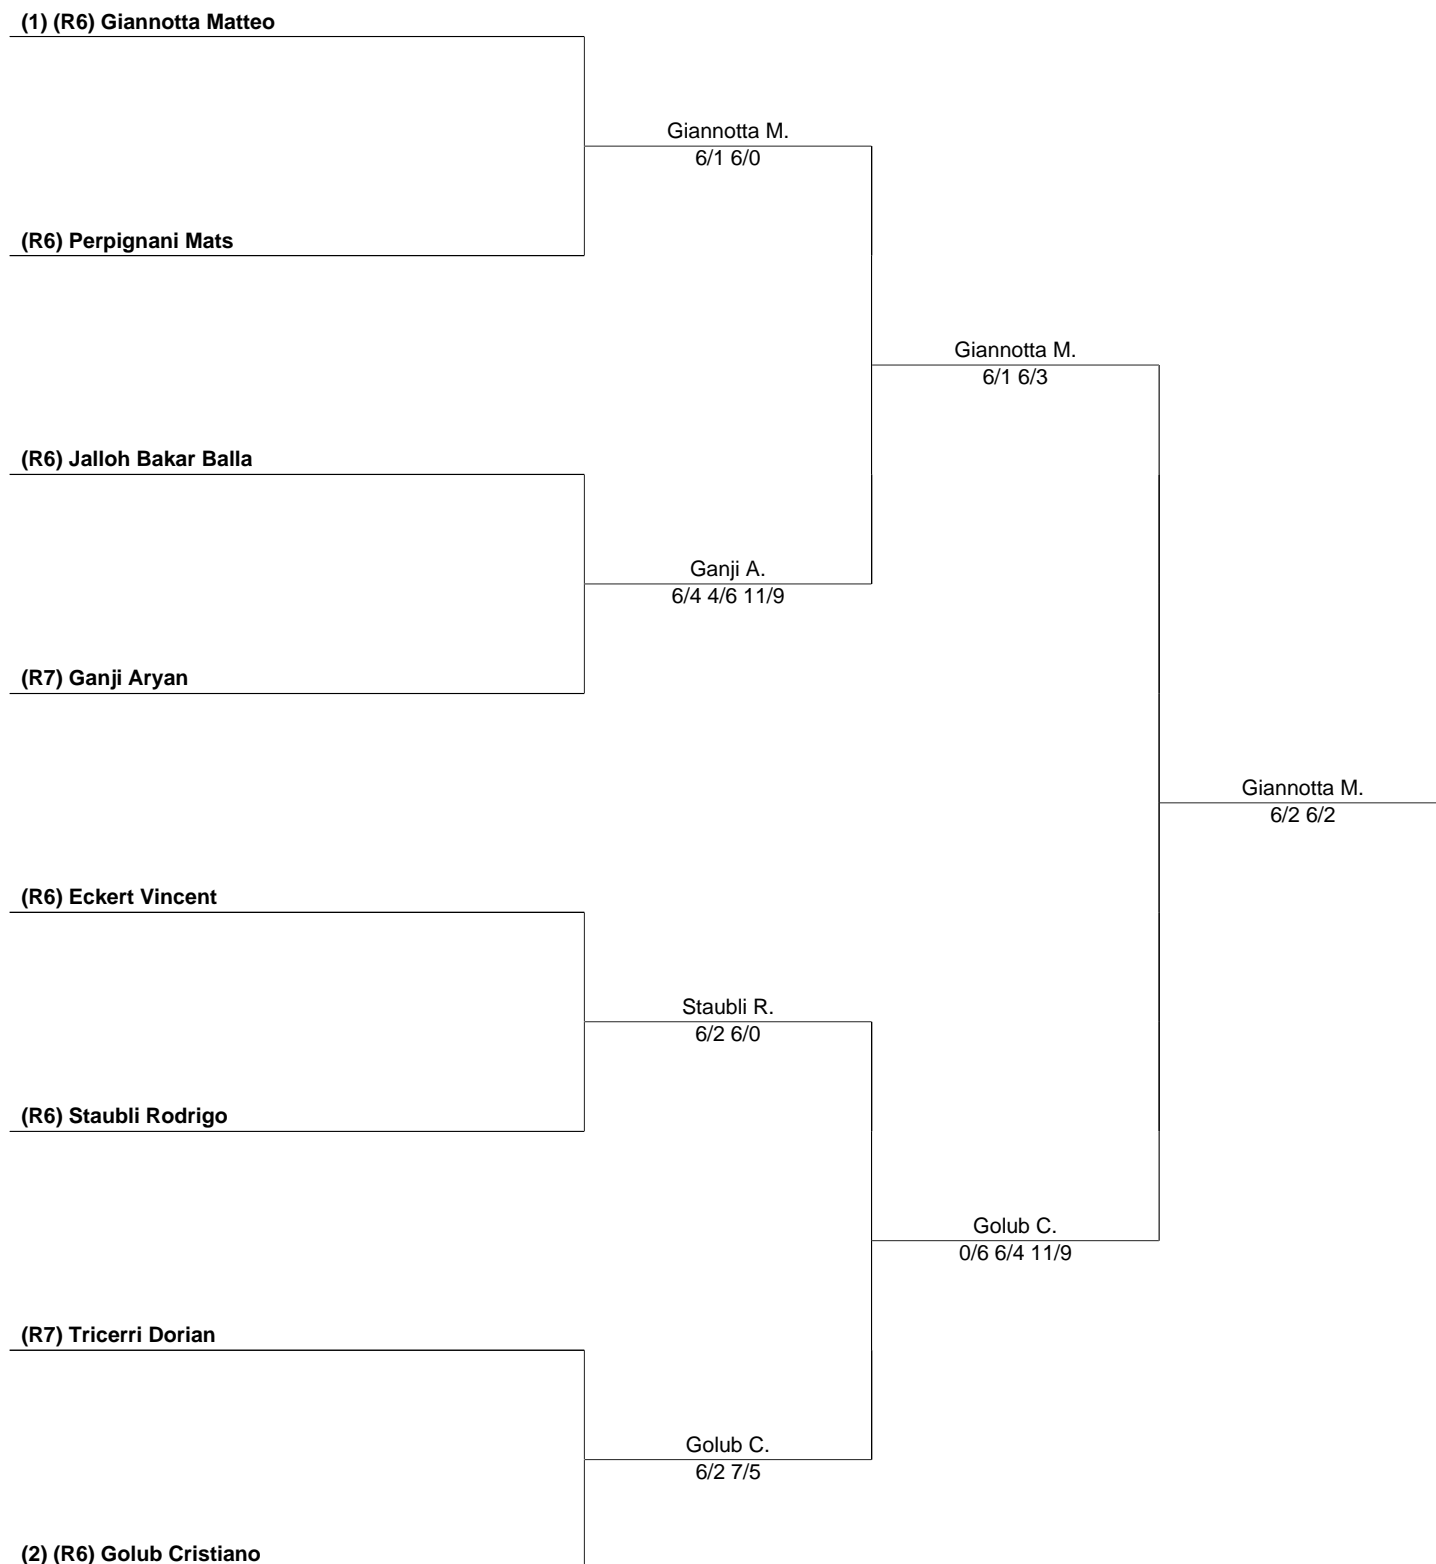 (1) (R6) Giannotta Matteo
Giannotta M.
6/1 6/0
(R6) Perpignani Mats
Giannotta M.
6/1 6/3
(R6) Jalloh Bakar Balla
Ganji A.
6/4 4/6 11/9
(R7) Ganji Aryan
Giannotta M.
6/2 6/2
(R6) Eckert Vincent
Staubli R.
6/2 6/0
(R6) Staubli Rodrigo
Golub C.
0/6 6/4 11/9
(R7) Tricerri Dorian
Golub C.
6/2 7/5
(2) (R6) Golub Cristiano